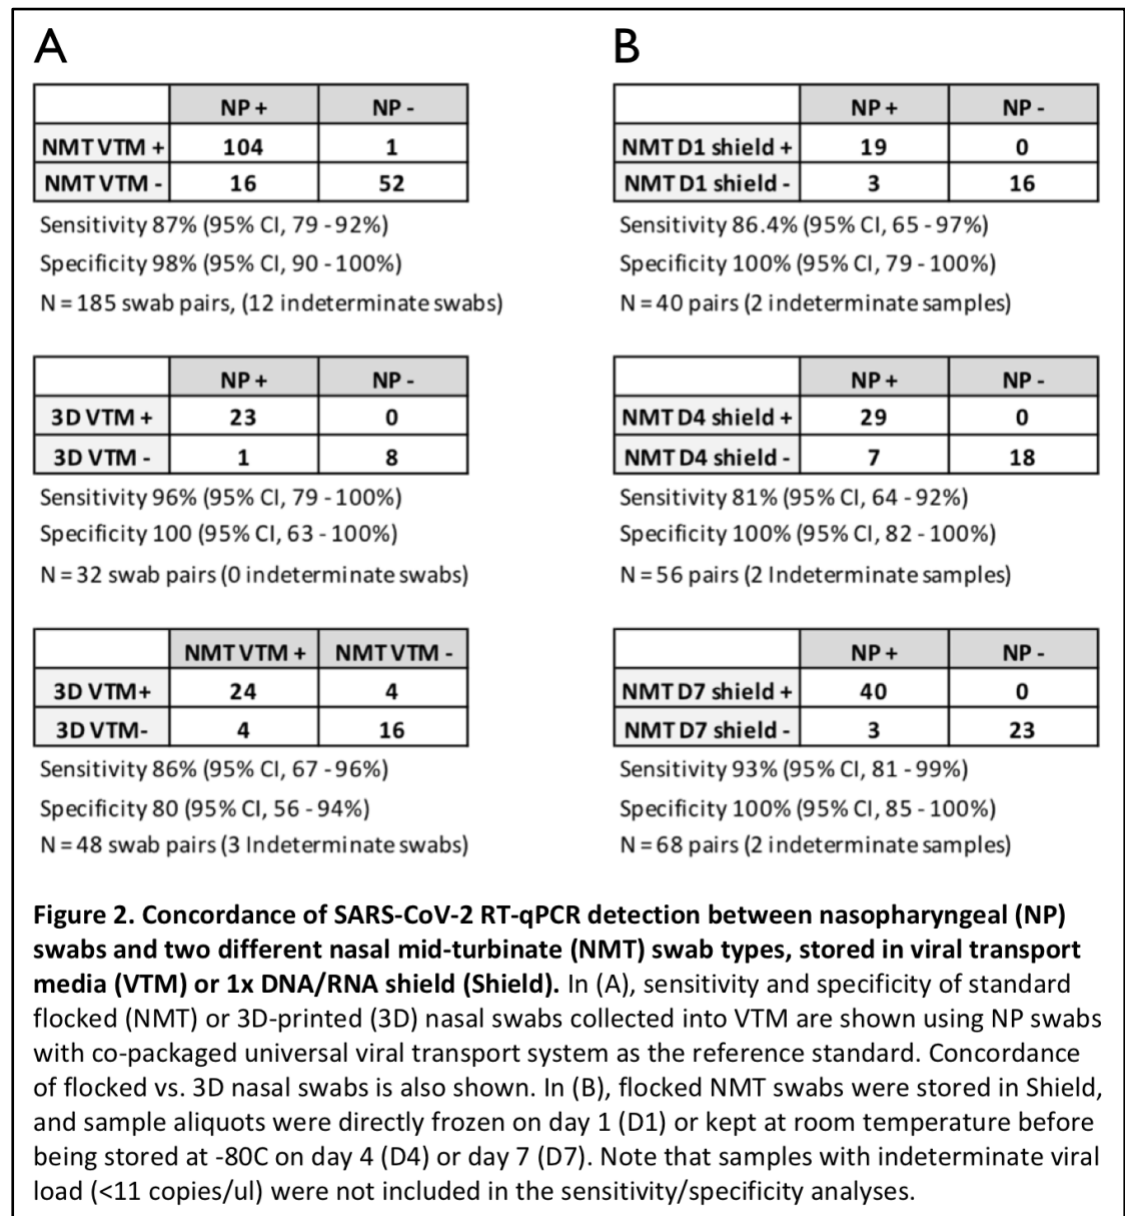 A
NP + NP -
NMT VTM + 104 1
NMT VTM - 16 52
Sensitivity 87% (95% CI, 79 - 92%)
Specificity 98% (95% CI, 90 - 100%)
N = 185 swab pairs, (12 indeterminate swabs)
NP + NP -
3D VTM + 23 0
3D VTM - 1 8
Sensitivity 96% (95% CI, 79 - 100%)
Specificity 100 (95% CI, 63 - 100%)
N = 32 swab pairs (0 indeterminate swabs)
NMT VTM + NMT VTM -
3D VTM+ 24 4
3D VTM- 4 16
Sensitivity 86% (95% CI, 67 - 96%)
Specificity 80 (95% CI, 56 - 94%)
N = 48 swab pairs (3 Indeterminate swabs)
B
NP + NP -
NMT D1 shield + 19 0
NMT D1 shield - 3 16
Sensitivity 86.4% (95% CI, 65 - 97%)
Specificity 100% (95% CI, 79 - 100%)
N = 40 pairs (2 indeterminate samples)
NP + NP -
NMT D4 shield + 29 0
NMT D4 shield - 7 18
Sensitivity 81% (95% CI, 64 - 92%)
Specificity 100% (95% CI, 82 - 100%)
N = 56 pairs (2 Indeterminate samples)
NP + NP -
NMT D7 shield + 40 0
NMT D7 shield - 3 23
Sensitivity 93% (95% CI, 81 - 99%)
Specificity 100% (95% CI, 85 - 100%)
N = 68 pairs (2 indeterminate samples)
Figure 2. Concordance of SARS-CoV-2 RT-qPCR detection between nasopharyngeal (NP)
swabs and two different nasal mid-turbinate (NMT) swab types, stored in viral transport
media (VTM) or 1x DNA/RNA shield (Shield). In (A), sensitivity and specificity of standard
flocked (NMT) or 3D-printed (3D) nasal swabs collected into VTM are shown using NP swabs
with co-packaged universal viral transport system as the reference standard. Concordance
of flocked vs. 3D nasal swabs is also shown. In (B), flocked NMT swabs were stored in Shield,
and sample aliquots were directly frozen on day 1 (D1) or kept at room temperature before
being stored at -80C on day 4 (D4) or day 7 (D7). Note that samples with indeterminate viral
load (<11 copies/ul) were not included in the sensitivity/specificity analyses.